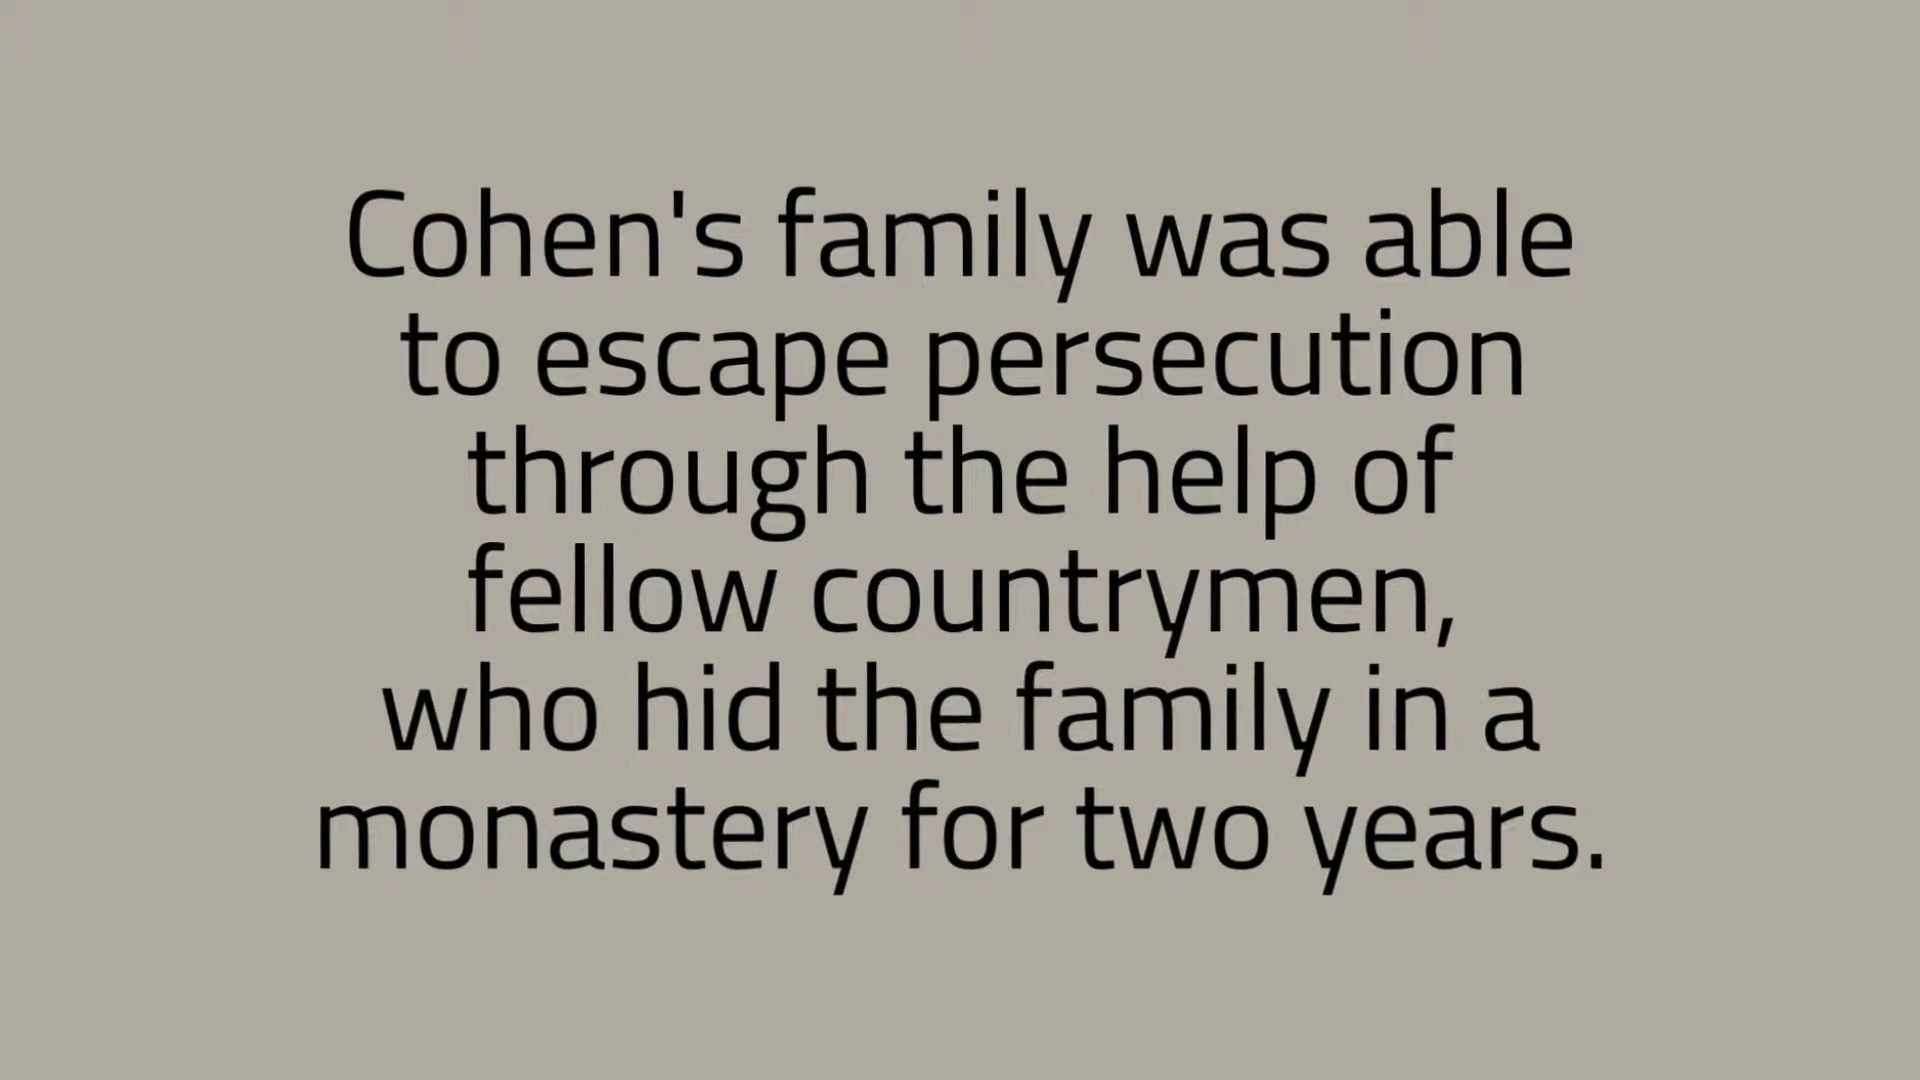 Cohen's family was able
to escape persecution
through the help of
fellow countrymen,
who hid the family in a
monastery for two years.